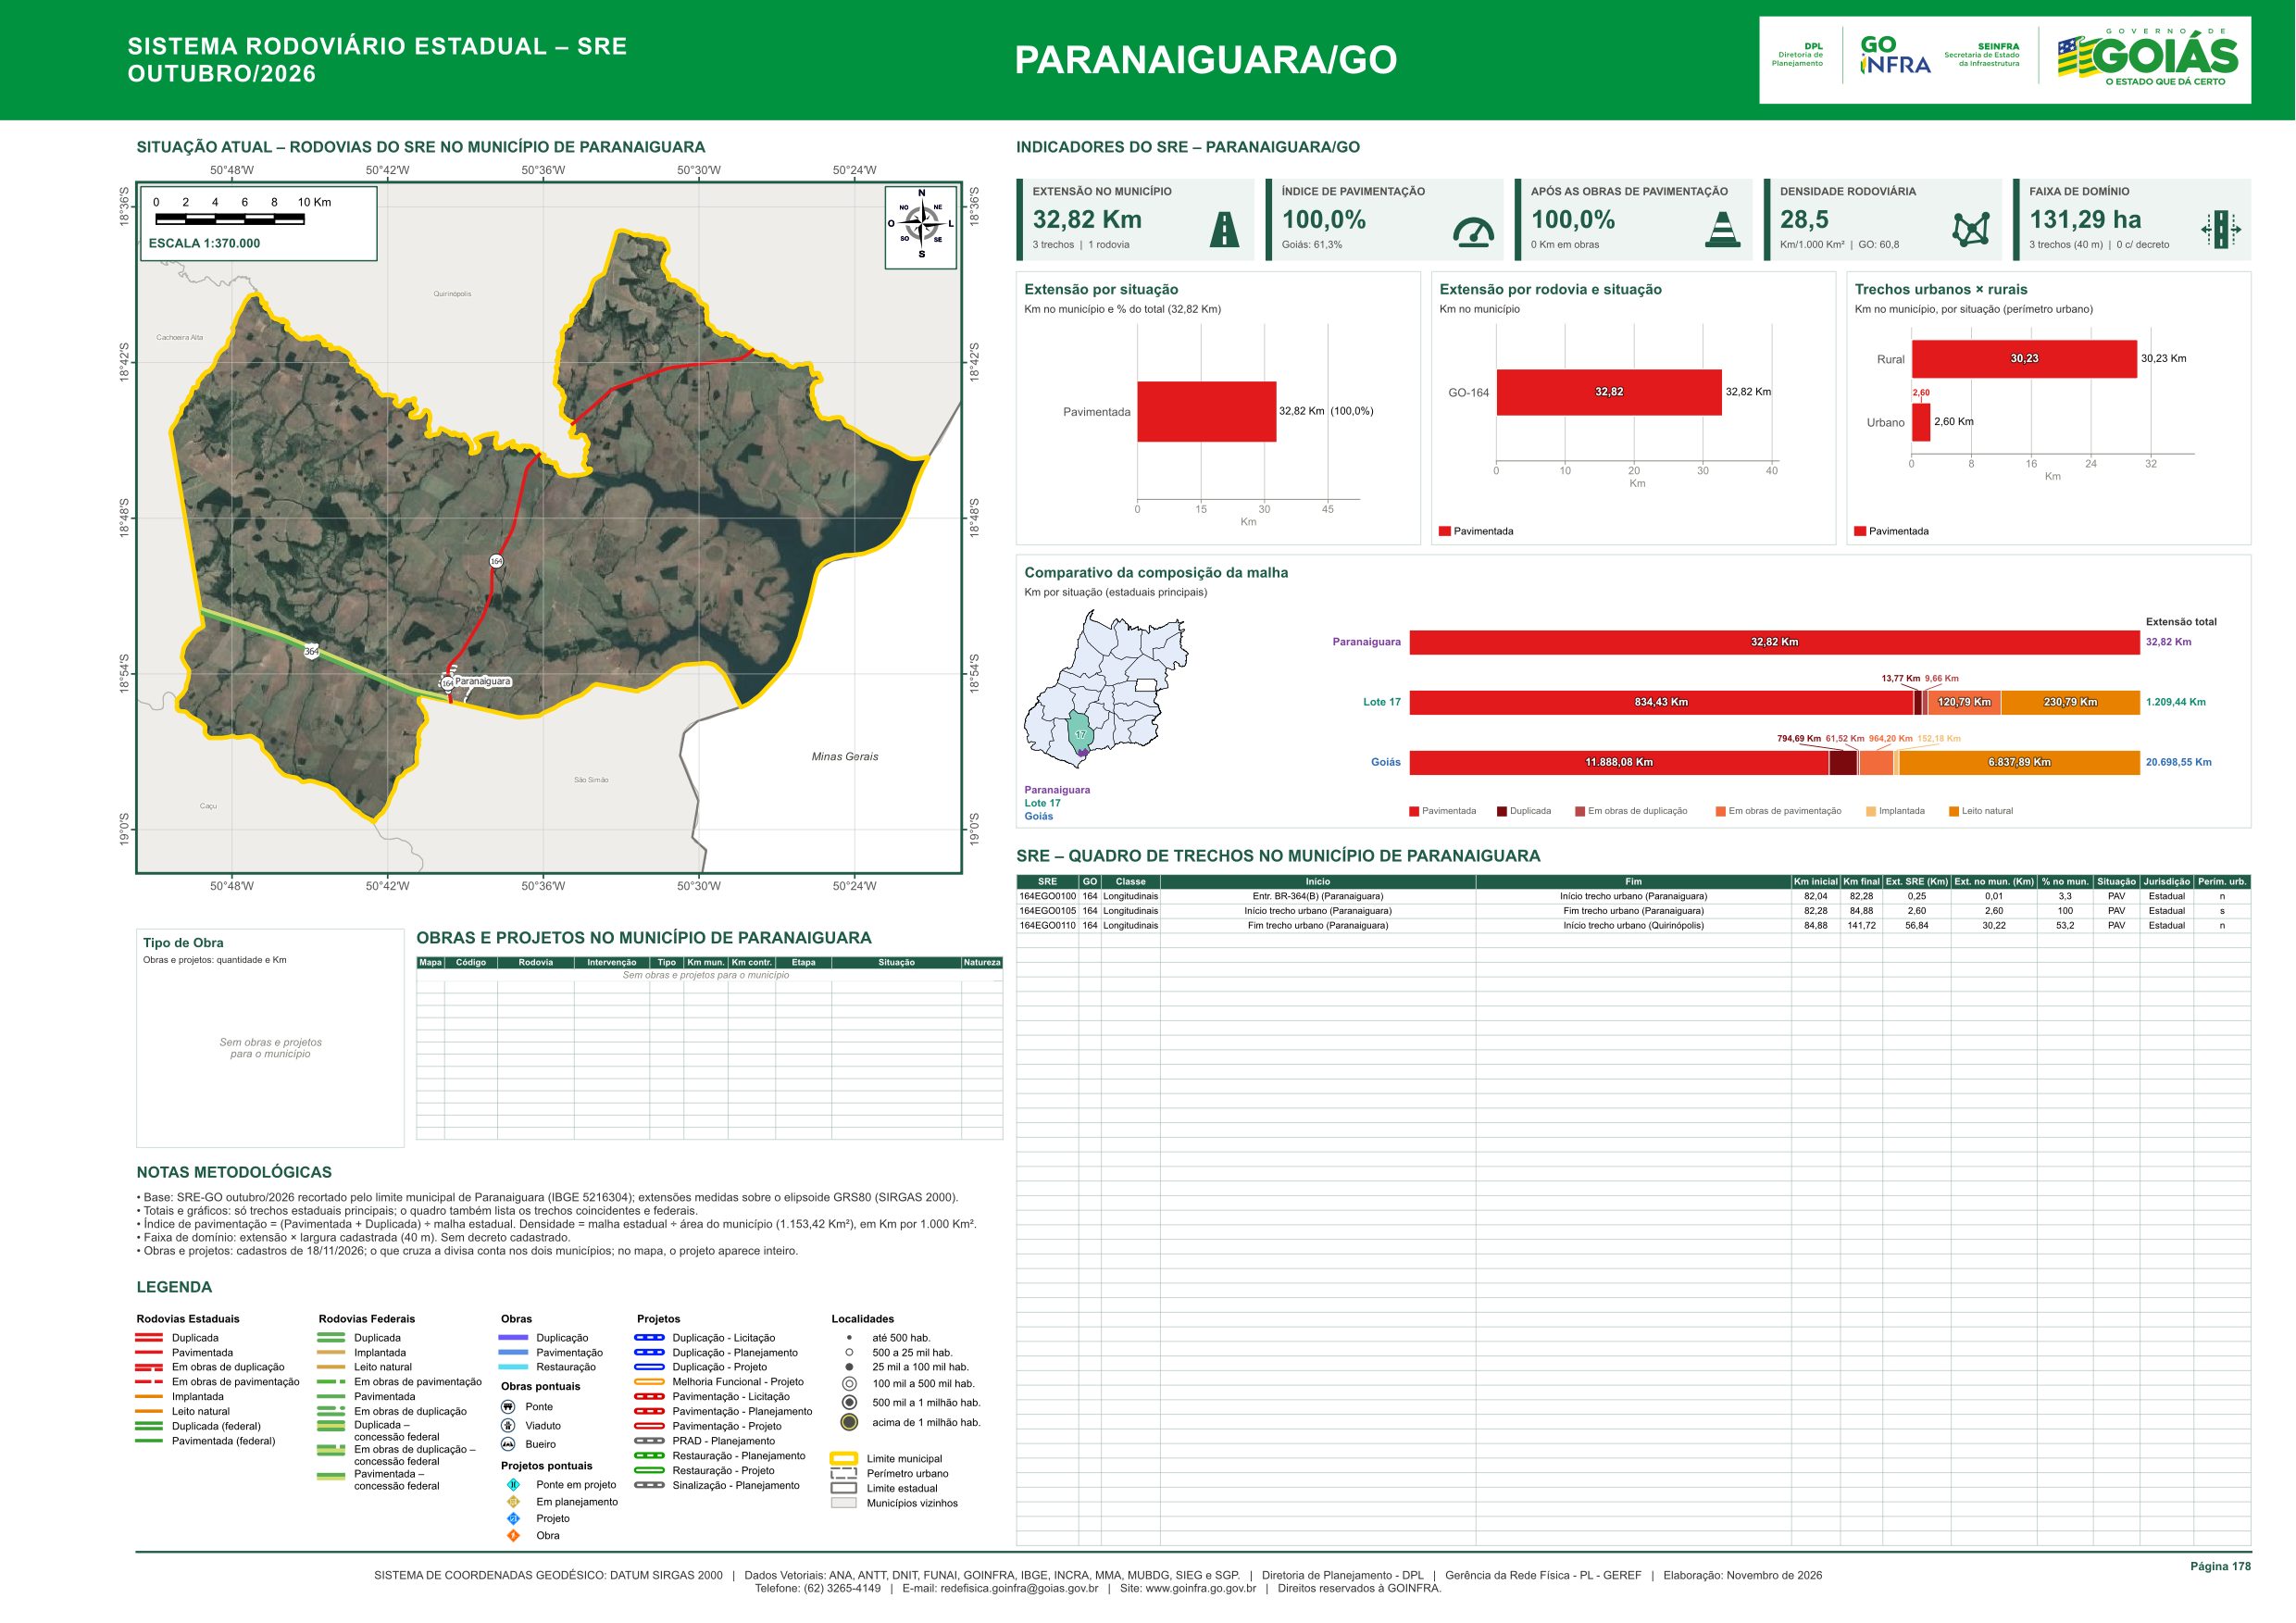 SISTEMA RODOVIÁRIO ESTADUAL – SRE
OUTUBRO/2026
PARANAIGUARA/GO
DPL
Diretoria de
Planejamento
GO
iNFRA
SEINFRA
Secretaria de Estado
da Infraestrutura
GOVERNO DE
GOIÁS
O ESTADO QUE DÁ CERTO
SITUAÇÃO ATUAL – RODOVIAS DO SRE NO MUNICÍPIO DE PARANAIGUARA
50°48'W 50°42'W 50°36'W 50°30'W 50°24'W
18°36'S 18°42'S 18°48'S 18°54'S 19°0'S
0 2 4 6 8 10 Km
ESCALA 1:370.000
N
NO NE
O L
SO SE
S
18°36'S 18°42'S 18°48'S 18°54'S 19°0'S
Quirinópolis
Cachoeira Alta
164
364
164 Paranaiguara
Minas Gerais
São Simão
Caçu
50°48'W 50°42'W 50°36'W 50°30'W 50°24'W
INDICADORES DO SRE – PARANAIGUARA/GO
EXTENSÃO NO MUNICÍPIO
32,82 Km
3 trechos | 1 rodovia
ÍNDICE DE PAVIMENTAÇÃO
100,0%
Goiás: 61,3%
APÓS AS OBRAS DE PAVIMENTAÇÃO
100,0%
0 Km em obras
DENSIDADE RODOVIÁRIA
28,5
Km/1.000 Km² | GO: 60,8
FAIXA DE DOMÍNIO
131,29 ha
3 trechos (40 m) | 0 c/ decreto
Extensão por situação
Km no município e % do total (32,82 Km)
Pavimentada
32,82 Km (100,0%)
0 15 30 45
Km
Extensão por rodovia e situação
Km no município
GO-164
32,82
32,82 Km
0 10 20 30 40
Km
Pavimentada
Trechos urbanos × rurais
Km no município, por situação (perímetro urbano)
Rural
30,23
30,23 Km
2,60
Urbano
2,60 Km
0 8 16 24 32
Km
Pavimentada
Comparativo da composição da malha
Km por situação (estaduais principais)
17
Paranaiguara
Lote 17
Goiás
Extensão total
Paranaiguara 32,82 Km 32,82 Km
13,77 Km 9,66 Km
Lote 17 834,43 Km 120,79 Km 230,79 Km 1.209,44 Km
794,69 Km 61,52 Km 964,20 Km 152,18 Km
Goiás 11.888,08 Km 6.837,89 Km 20.698,55 Km
Pavimentada Duplicada Em obras de duplicação Em obras de pavimentação Implantada Leito natural
SRE – QUADRO DE TRECHOS NO MUNICÍPIO DE PARANAIGUARA
SRE GO Classe Início Fim Km inicial Km final Ext. SRE (Km) Ext. no mun. (Km) % no mun. Situação Jurisdição Perím. urb.
164EGO0100 164 Longitudinais Entr. BR-364(B) (Paranaiguara) Início trecho urbano (Paranaiguara) 82,04 82,28 0,25 0,01 3,3 PAV Estadual n
164EGO0105 164 Longitudinais Início trecho urbano (Paranaiguara) Fim trecho urbano (Paranaiguara) 82,28 84,88 2,60 2,60 100 PAV Estadual s
164EGO0110 164 Longitudinais Fim trecho urbano (Paranaiguara) Início trecho urbano (Quirinópolis) 84,88 141,72 56,84 30,22 53,2 PAV Estadual n
Tipo de Obra
Obras e projetos: quantidade e Km
Sem obras e projetos
para o município
OBRAS E PROJETOS NO MUNICÍPIO DE PARANAIGUARA
Mapa Código Rodovia Intervenção Tipo Km mun. Km contr. Etapa Situação Natureza
Sem obras e projetos para o município
NOTAS METODOLÓGICAS
• Base: SRE-GO outubro/2026 recortado pelo limite municipal de Paranaiguara (IBGE 5216304); extensões medidas sobre o elipsoide GRS80 (SIRGAS 2000).
• Totais e gráficos: só trechos estaduais principais; o quadro também lista os trechos coincidentes e federais.
• Índice de pavimentação = (Pavimentada + Duplicada) ÷ malha estadual. Densidade = malha estadual ÷ área do município (1.153,42 Km²), em Km por 1.000 Km².
• Faixa de domínio: extensão × largura cadastrada (40 m). Sem decreto cadastrado.
• Obras e projetos: cadastros de 18/11/2026; o que cruza a divisa conta nos dois municípios; no mapa, o projeto aparece inteiro.
LEGENDA
Rodovias Estaduais
Duplicada
Pavimentada
Em obras de duplicação
Em obras de pavimentação
Implantada
Leito natural
Duplicada (federal)
Pavimentada (federal)
Rodovias Federais
Duplicada
Implantada
Leito natural
Em obras de pavimentação
Pavimentada
Em obras de duplicação
Duplicada –
concessão federal
Em obras de duplicação –
concessão federal
Pavimentada –
concessão federal
Obras
Duplicação
Pavimentação
Restauração
Obras pontuais
Ponte
Viaduto
Bueiro
Projetos pontuais
Ponte em projeto
Em planejamento
Projeto
Obra
Projetos
Duplicação - Licitação
Duplicação - Planejamento
Duplicação - Projeto
Melhoria Funcional - Projeto
Pavimentação - Licitação
Pavimentação - Planejamento
Pavimentação - Projeto
PRAD - Planejamento
Restauração - Planejamento
Restauração - Projeto
Sinalização - Planejamento
Localidades
até 500 hab.
500 a 25 mil hab.
25 mil a 100 mil hab.
100 mil a 500 mil hab.
500 mil a 1 milhão hab.
acima de 1 milhão hab.
Limite municipal
Perímetro urbano
Limite estadual
Municípios vizinhos
Página 178
SISTEMA DE COORDENADAS GEODÉSICO: DATUM SIRGAS 2000 | Dados Vetoriais: ANA, ANTT, DNIT, FUNAI, GOINFRA, IBGE, INCRA, MMA, MUBDG, SIEG e SGP. | Diretoria de Planejamento - DPL | Gerência da Rede Física - PL - GEREF | Elaboração: Novembro de 2026
Telefone: (62) 3265-4149 | E-mail: redefisica.goinfra@goias.gov.br | Site: www.goinfra.go.gov.br | Direitos reservados à GOINFRA.